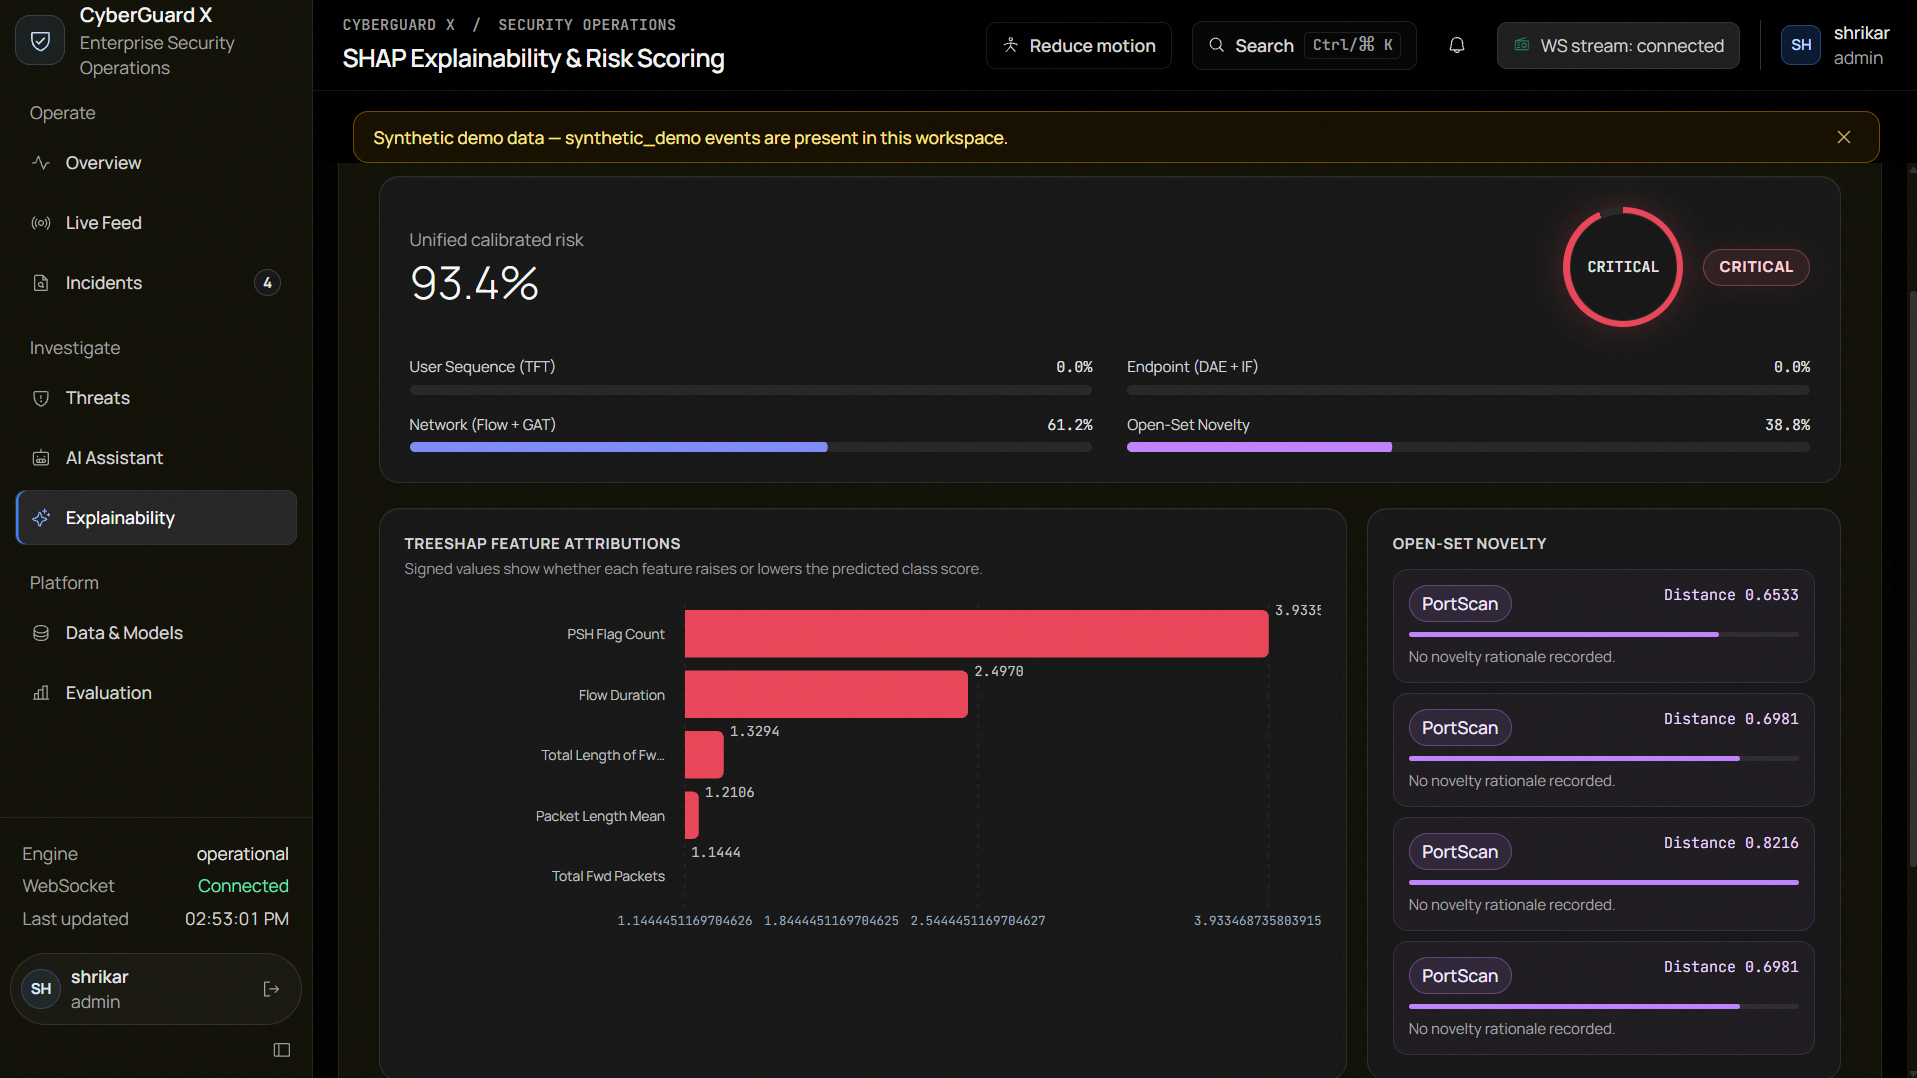 CyberGuard X
Enterprise Security
Operations
Operate
Overview
Live Feed
Incidents
4
Investigate
Threats
AI Assistant
Explainability
Platform
Data & Models
Evaluation
Engine
operational
WebSocket
Connected
Last updated
02:53:01 PM
SH
shrikar
admin
CYBERGUARD X / SECURITY OPERATIONS
SHAP Explainability & Risk Scoring
Reduce motion
Search
Ctrl/⌘ K
WS stream: connected
SH
shrikar
admin
Synthetic demo data — synthetic_demo events are present in this workspace.
Unified calibrated risk
93.4%
CRITICAL
CRITICAL
User Sequence (TFT)
0.0%
Endpoint (DAE + IF)
0.0%
Network (Flow + GAT)
61.2%
Open-Set Novelty
38.8%
TREESHAP FEATURE ATTRIBUTIONS
Signed values show whether each feature raises or lowers the predicted class score.
3.9335
PSH Flag Count
2.4970
Flow Duration
1.3294
Total Length of Fw...
1.2106
Packet Length Mean
1.1444
Total Fwd Packets
1.1444451169704626
1.8444451169704625
2.5444451169704627
3.933468735803915
OPEN-SET NOVELTY
PortScan
Distance 0.6533
No novelty rationale recorded.
PortScan
Distance 0.6981
No novelty rationale recorded.
PortScan
Distance 0.8216
No novelty rationale recorded.
PortScan
Distance 0.6981
No novelty rationale recorded.